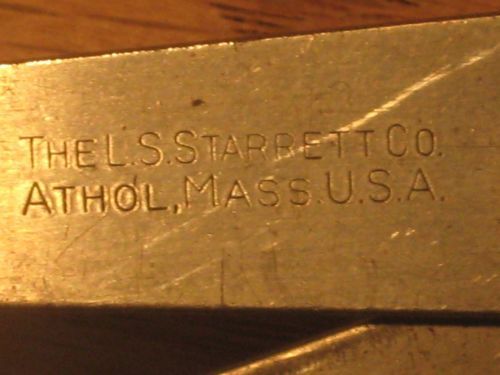 THE L.S. STARRETT CO.
ATHOL, MASS. U.S.A.